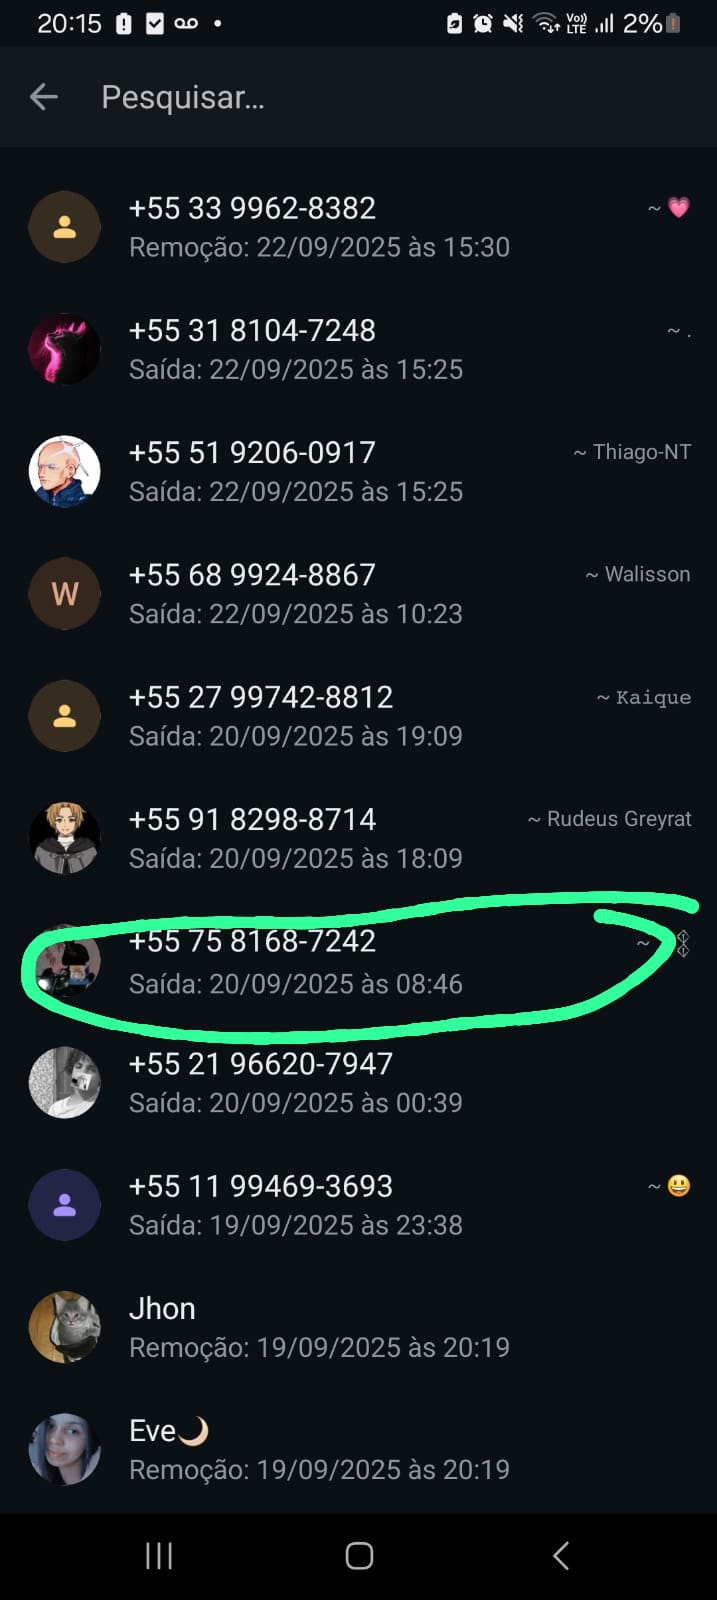 20:15
2%
Pesquisar...
+55 33 9962-8382 ~ 💗
Remoção: 22/09/2025 às 15:30
+55 31 8104-7248 ~ .
Saída: 22/09/2025 às 15:25
+55 51 9206-0917 ~ Thiago-NT
Saída: 22/09/2025 às 15:25
W
+55 68 9924-8867 ~ Walisson
Saída: 22/09/2025 às 10:23
+55 27 99742-8812 ~ Kaique
Saída: 20/09/2025 às 19:09
+55 91 8298-8714 ~ Rudeus Greyrat
Saída: 20/09/2025 às 18:09
+55 75 8168-7242 ~
Saída: 20/09/2025 às 08:46
+55 21 96620-7947
Saída: 20/09/2025 às 00:39
+55 11 99469-3693 ~ 😃
Saída: 19/09/2025 às 23:38
Jhon
Remoção: 19/09/2025 às 20:19
Eve🌙
Remoção: 19/09/2025 às 20:19